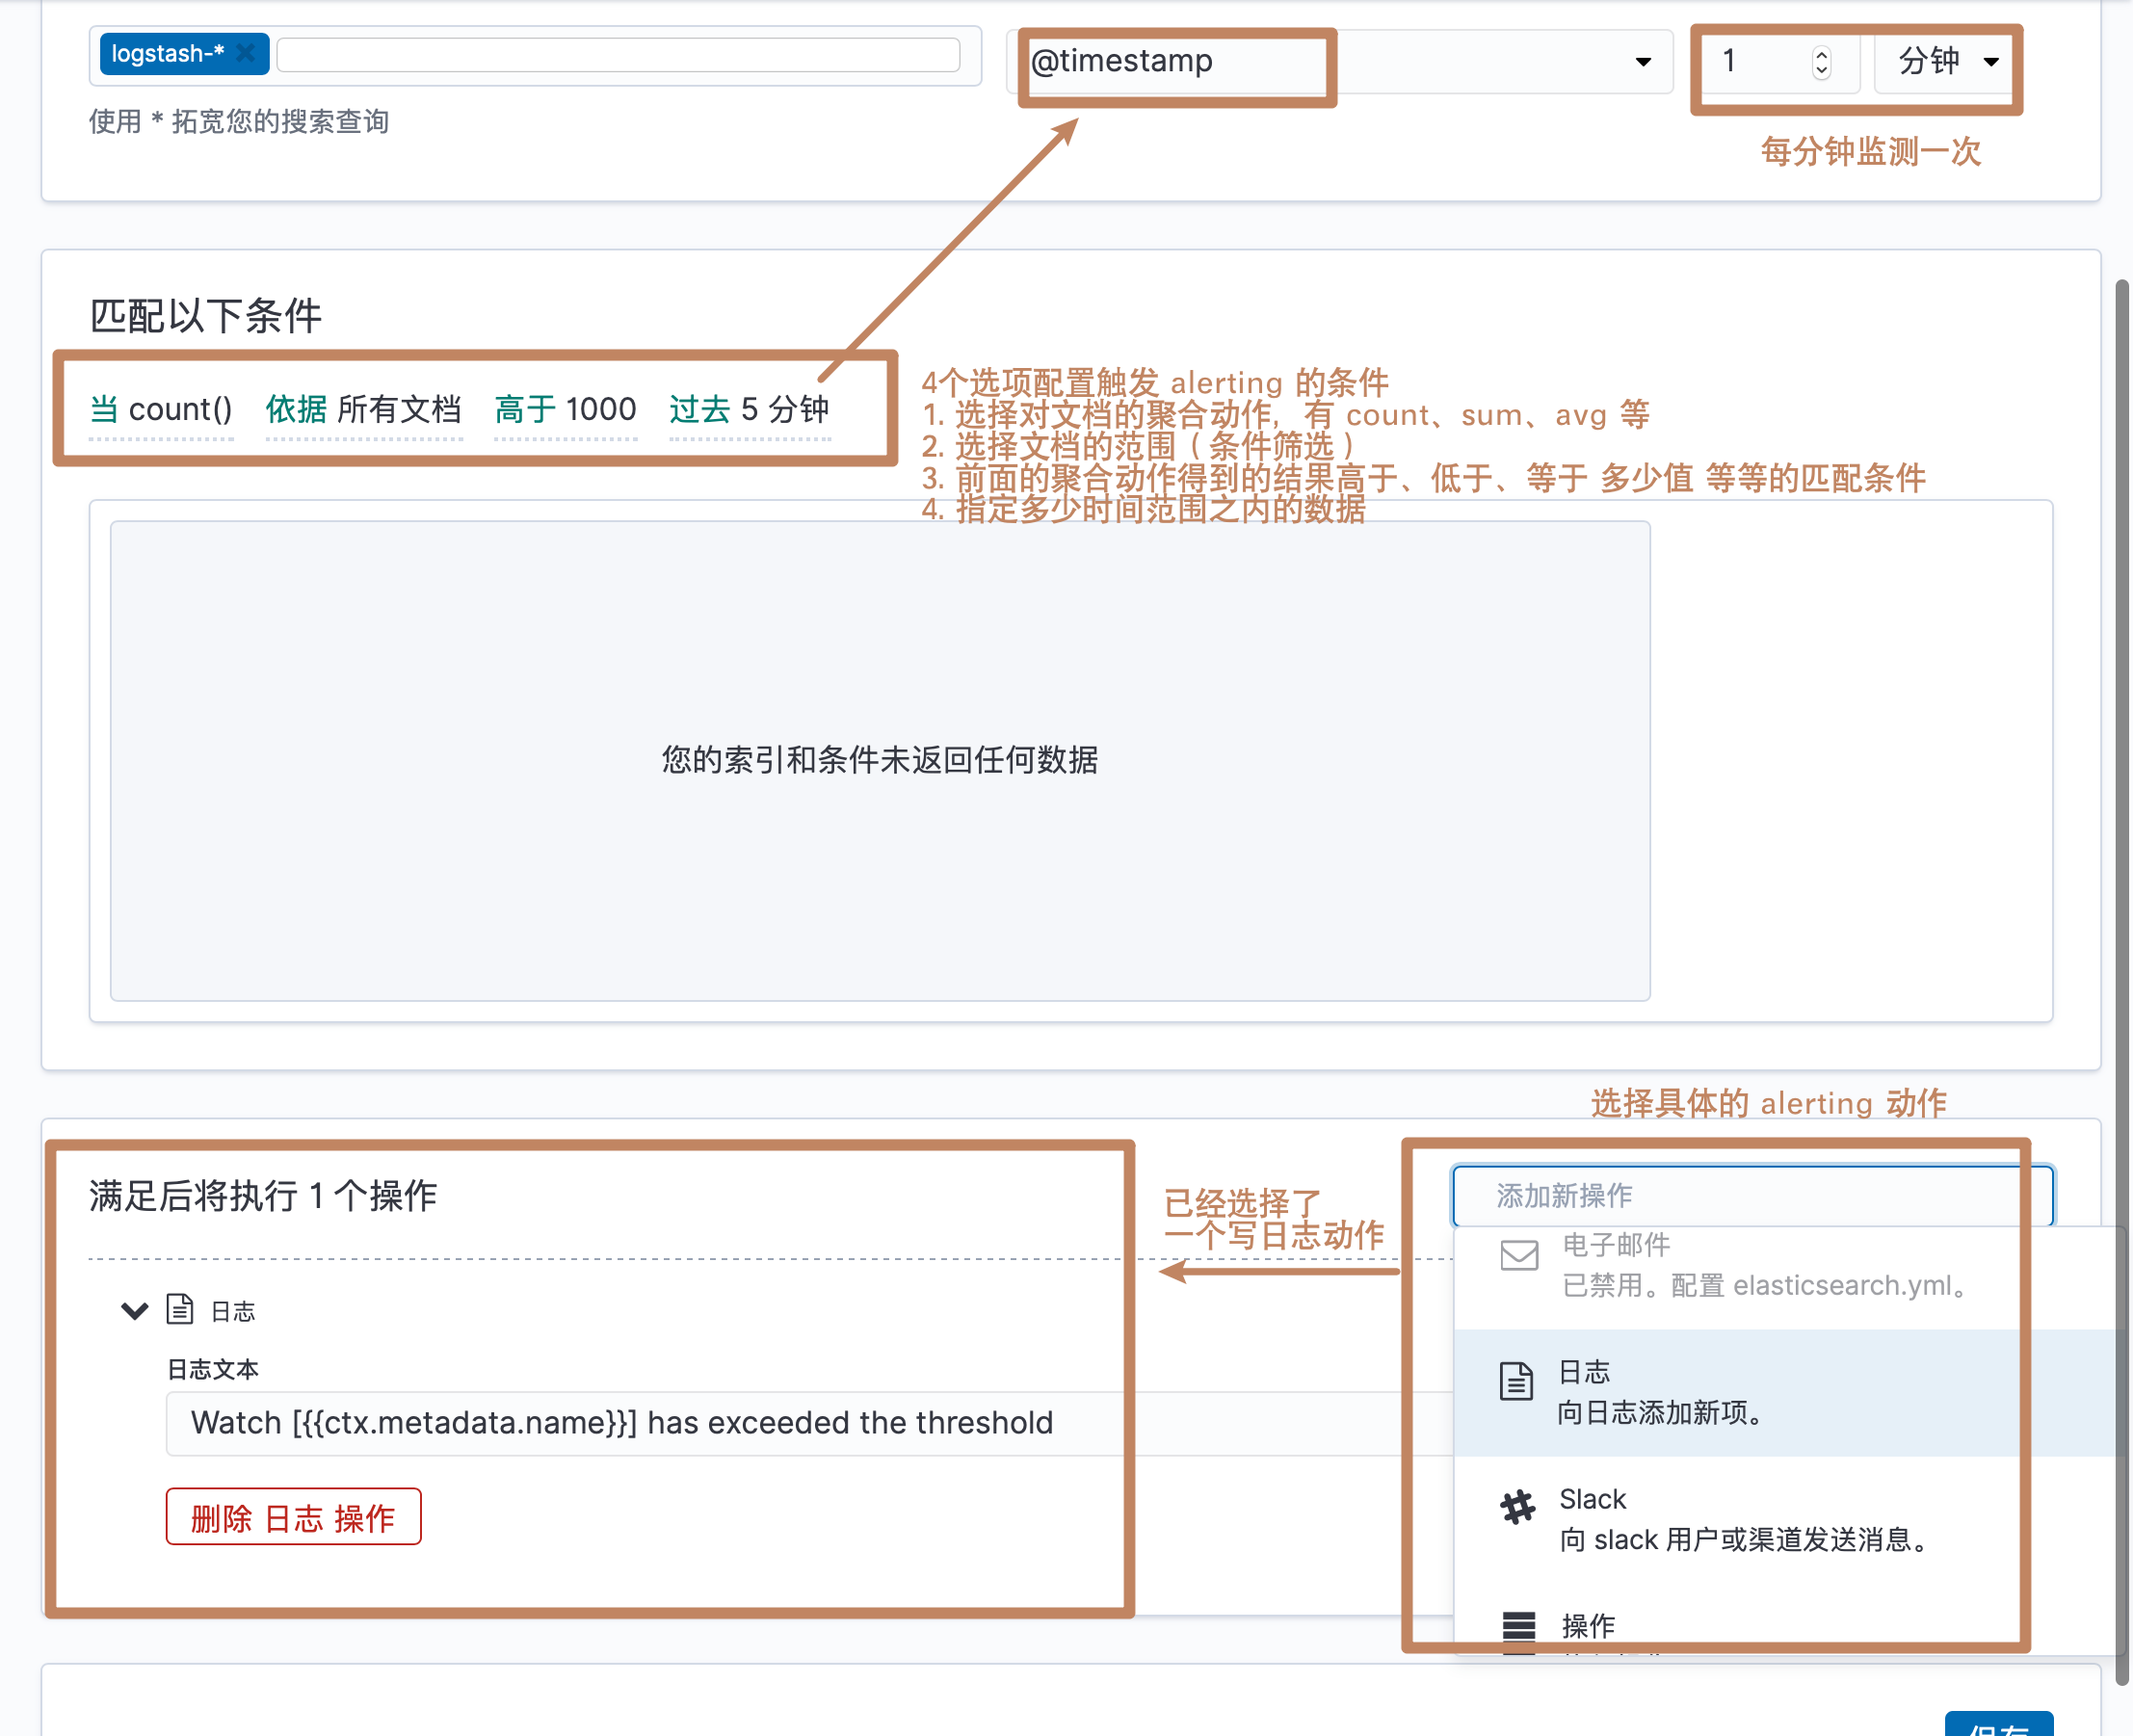 logstash-*
@timestamp
1
分钟
使用 * 拓宽您的搜索查询
每分钟监测一次
匹配以下条件
当 count() 依据 所有文档 高于 1000 过去 5 分钟
4个选项配置触发 alerting 的条件
1. 选择对文档的聚合动作，有 count、sum、avg 等
2. 选择文档的范围（条件筛选）
3. 前面的聚合动作得到的结果高于、低于、等于 多少值 等等的匹配条件
4. 指定多少时间范围之内的数据
您的索引和条件未返回任何数据
选择具体的 alerting 动作
满足后将执行 1 个操作
已经选择了
一个写日志动作
添加新操作
电子邮件
已禁用。配置 elasticsearch.yml。
日志
日志文本
Watch [{{ctx.metadata.name}}] has exceeded the threshold
删除 日志 操作
日志
向日志添加新项。
Slack
向 slack 用户或渠道发送消息。
操作
保存